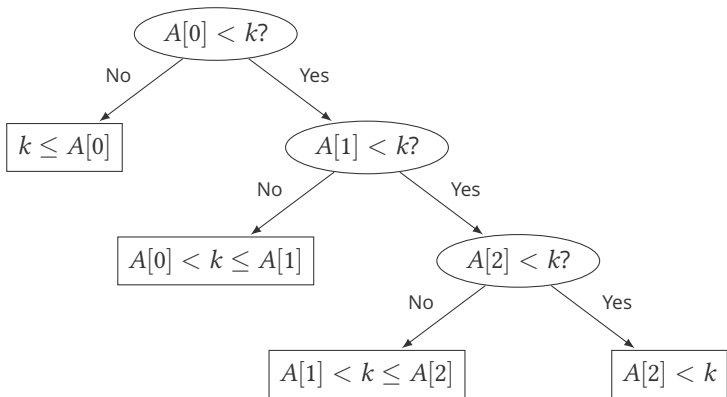 A[0] < k?
No
Yes
k ≤ A[0]
A[1] < k?
No
Yes
A[0] < k ≤ A[1]
A[2] < k?
No
Yes
A[1] < k ≤ A[2]
A[2] < k